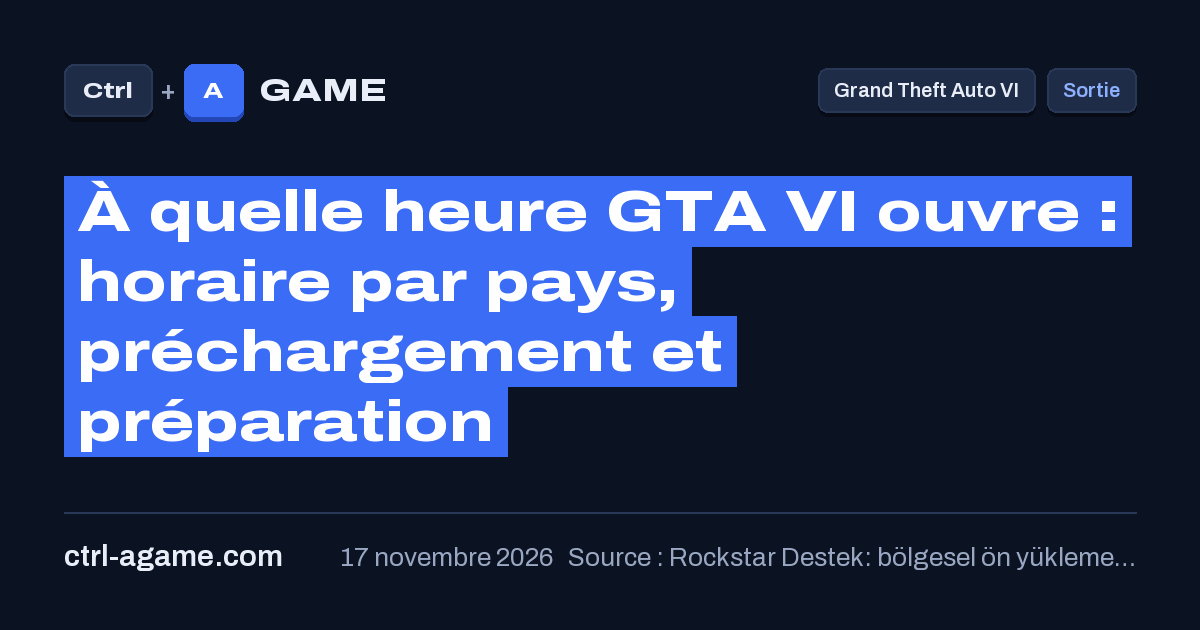 Ctrl + A GAME
Grand Theft Auto VI Sortie
À quelle heure GTA VI ouvre :
horaire par pays,
préchargement et
préparation
ctrl-agame.com 17 novembre 2026 Source : Rockstar Destek: bölgesel ön yükleme…